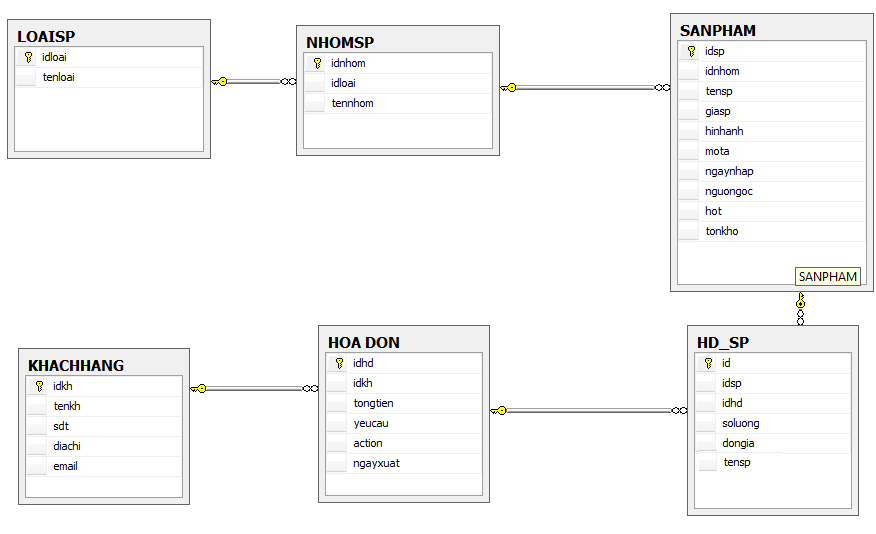 LOAISP
idloai
tenloai
NHOMSP
idnhom
idloai
tennhom
SANPHAM
idsp
idnhom
tensp
giasp
hinhanh
mota
ngaynhap
nguongoc
hot
tonkho
SANPHAM
KHACHHANG
idkh
tenkh
sdt
diachi
email
HOA DON
idhd
idkh
tongtien
yeucau
action
ngayxuat
HD_SP
id
idsp
idhd
soluong
dongia
tensp